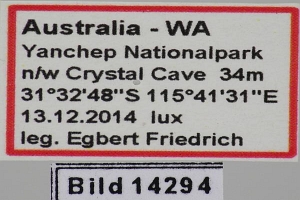 Australia - WA
Yanchep Nationalpark
n/w Crystal Cave 34m
31°32'48"S 115°41'31"E
13.12.2014 lux
leg. Egbert Friedrich
Bild 14294